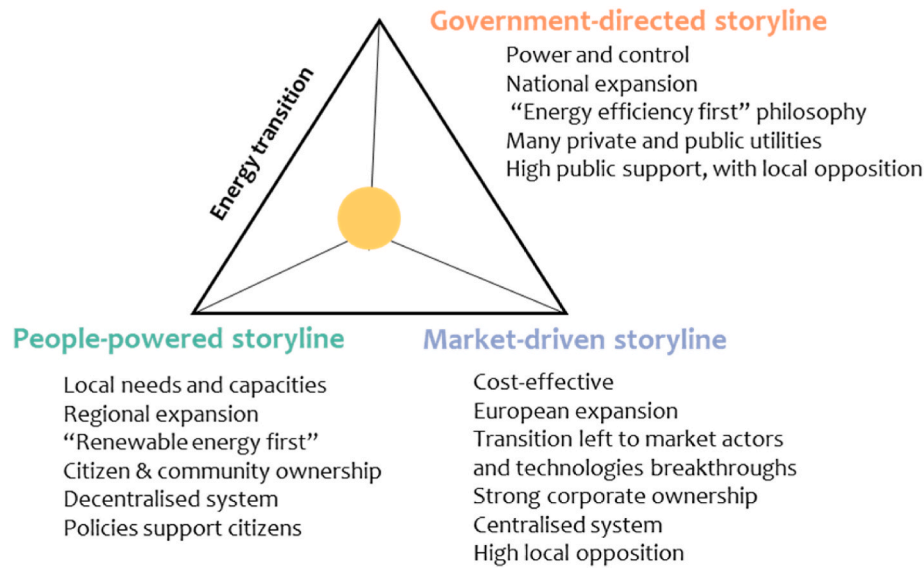 Government-directed storyline
Power and control
National expansion
“Energy efficiency first” philosophy
Many private and public utilities
High public support, with local opposition
Energy transition
People-powered storyline
Local needs and capacities
Regional expansion
“Renewable energy first”
Citizen & community ownership
Decentralised system
Policies support citizens
Market-driven storyline
Cost-effective
European expansion
Transition left to market actors
and technologies breakthroughs
Strong corporate ownership
Centralised system
High local opposition